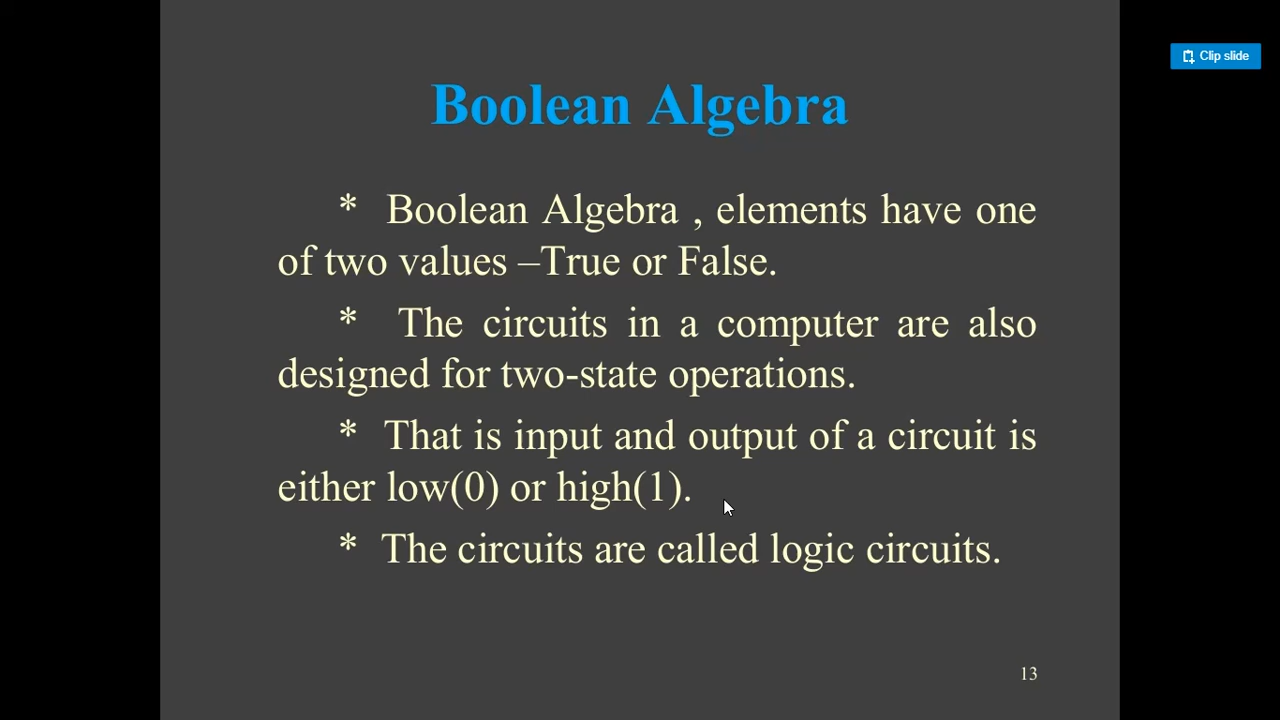 Clip slide
Boolean Algebra
* Boolean Algebra , elements have one
of two values –True or False.
* The circuits in a computer are also
designed for two-state operations.
* That is input and output of a circuit is
either low(0) or high(1).
* The circuits are called logic circuits.
13